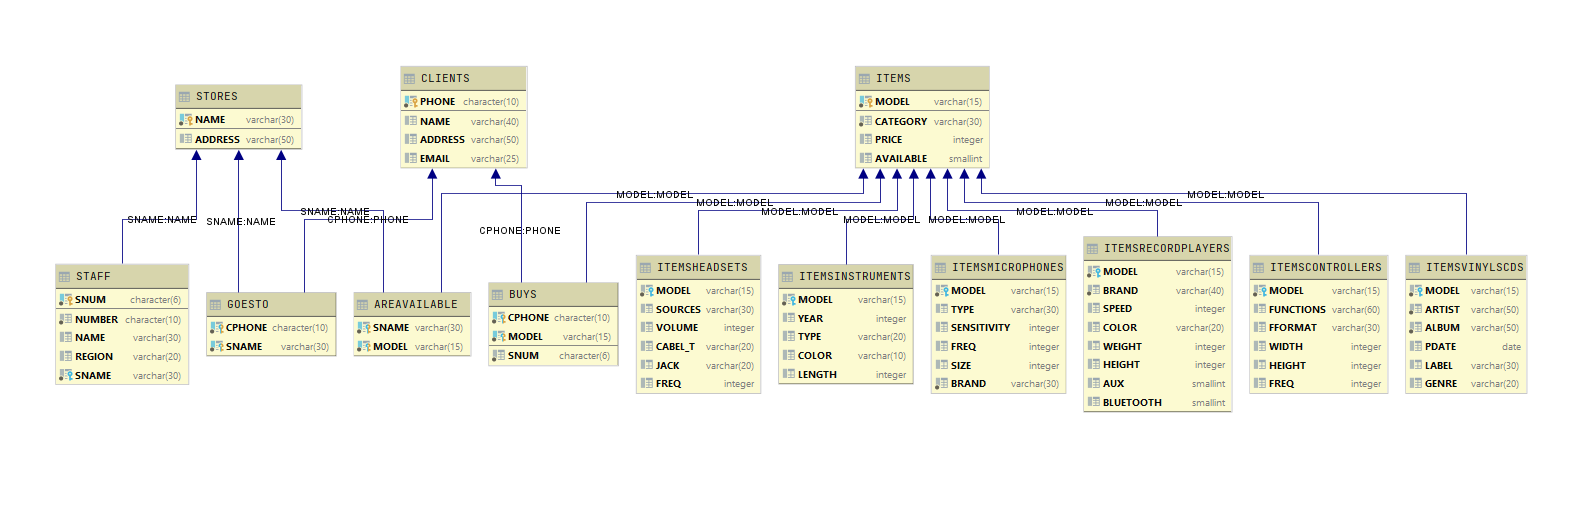 STORES
NAME varchar(30)
ADDRESS varchar(50)
CLIENTS
PHONE character(10)
NAME varchar(40)
ADDRESS varchar(50)
EMAIL varchar(25)
ITEMS
MODEL varchar(15)
CATEGORY varchar(30)
PRICE integer
AVAILABLE smallint
SNAME:NAME
SNAME:NAME
SNAME:NAME
CPHONE:PHONE
CPHONE:PHONE
MODEL:MODEL
MODEL:MODEL
MODEL:MODEL
MODEL:MODEL
MODEL:MODEL
MODEL:MODEL
MODEL:MODEL
MODEL:MODEL
STAFF
SNUM character(6)
NUMBER character(10)
NAME varchar(30)
REGION varchar(20)
SNAME varchar(30)
GOESTO
CPHONE character(10)
SNAME varchar(30)
AREAVAILABLE
SNAME varchar(30)
MODEL varchar(15)
BUYS
CPHONE character(10)
MODEL varchar(15)
SNUM character(6)
ITEMSHEADSETS
MODEL varchar(15)
SOURCES varchar(30)
VOLUME integer
CABEL_T varchar(20)
JACK varchar(20)
FREQ integer
ITEMSINSTRUMENTS
MODEL varchar(15)
YEAR integer
TYPE varchar(20)
COLOR varchar(10)
LENGTH integer
ITEMSMICROPHONES
MODEL varchar(15)
TYPE varchar(30)
SENSITIVITY integer
FREQ integer
SIZE integer
BRAND varchar(30)
ITEMSRECORDPLAYERS
MODEL varchar(15)
BRAND varchar(40)
SPEED integer
COLOR varchar(20)
WEIGHT integer
HEIGHT integer
AUX smallint
BLUETOOTH smallint
ITEMSCONTROLLERS
MODEL varchar(15)
FUNCTIONS varchar(60)
FFORMAT varchar(30)
WIDTH integer
HEIGHT integer
FREQ integer
ITEMSVINYLSCDS
MODEL varchar(15)
ARTIST varchar(50)
ALBUM varchar(50)
PDATE date
LABEL varchar(30)
GENRE varchar(20)